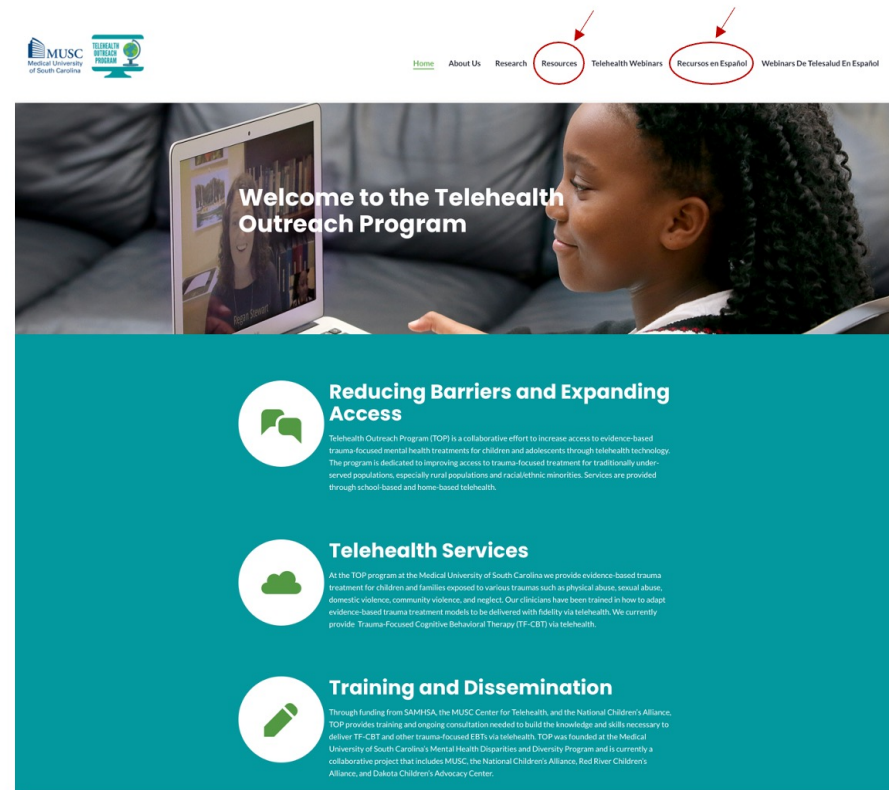 MUSC
Medical University
of South Carolina
TELEHEALTH
OUTREACH
PROGRAM
Home About Us Research Resources Telehealth Webinars Recursos en Español Webinars De Telesalud En Español
Welcome to the Telehealth
Outreach Program
Regan Stewart
Reducing Barriers and Expanding
Access
Telehealth Outreach Program (TOP) is a collaborative effort to increase access to evidence-based
trauma-focused mental health treatments for children and adolescents through telehealth technology.
The program is dedicated to improving access to trauma-focused treatment for traditionally under-
served populations, especially rural populations and racial/ethnic minorities. Services are provided
through school-based and home-based telehealth.
Telehealth Services
At the TOP program at the Medical University of South Carolina we provide evidence-based trauma
treatment for children and families exposed to various traumas such as physical abuse, sexual abuse,
domestic violence, community violence, and neglect. Our clinicians have been trained in how to adapt
evidence-based trauma treatment models to be delivered with fidelity via telehealth. We currently
provide Trauma-Focused Cognitive Behavioral Therapy (TF-CBT) via telehealth.
Training and Dissemination
Through funding from SAMHSA, the MUSC Center for Telehealth, and the National Children's Alliance,
TOP provides training and ongoing consultation needed to build the knowledge and skills necessary to
deliver TF-CBT and other trauma-focused EBTs via telehealth. TOP was founded at the Medical
University of South Carolina's Mental Health Disparities and Diversity Program and is currently a
collaborative project that includes MUSC, the National Children's Alliance, Red River Children's
Alliance, and Dakota Children's Advocacy Center.